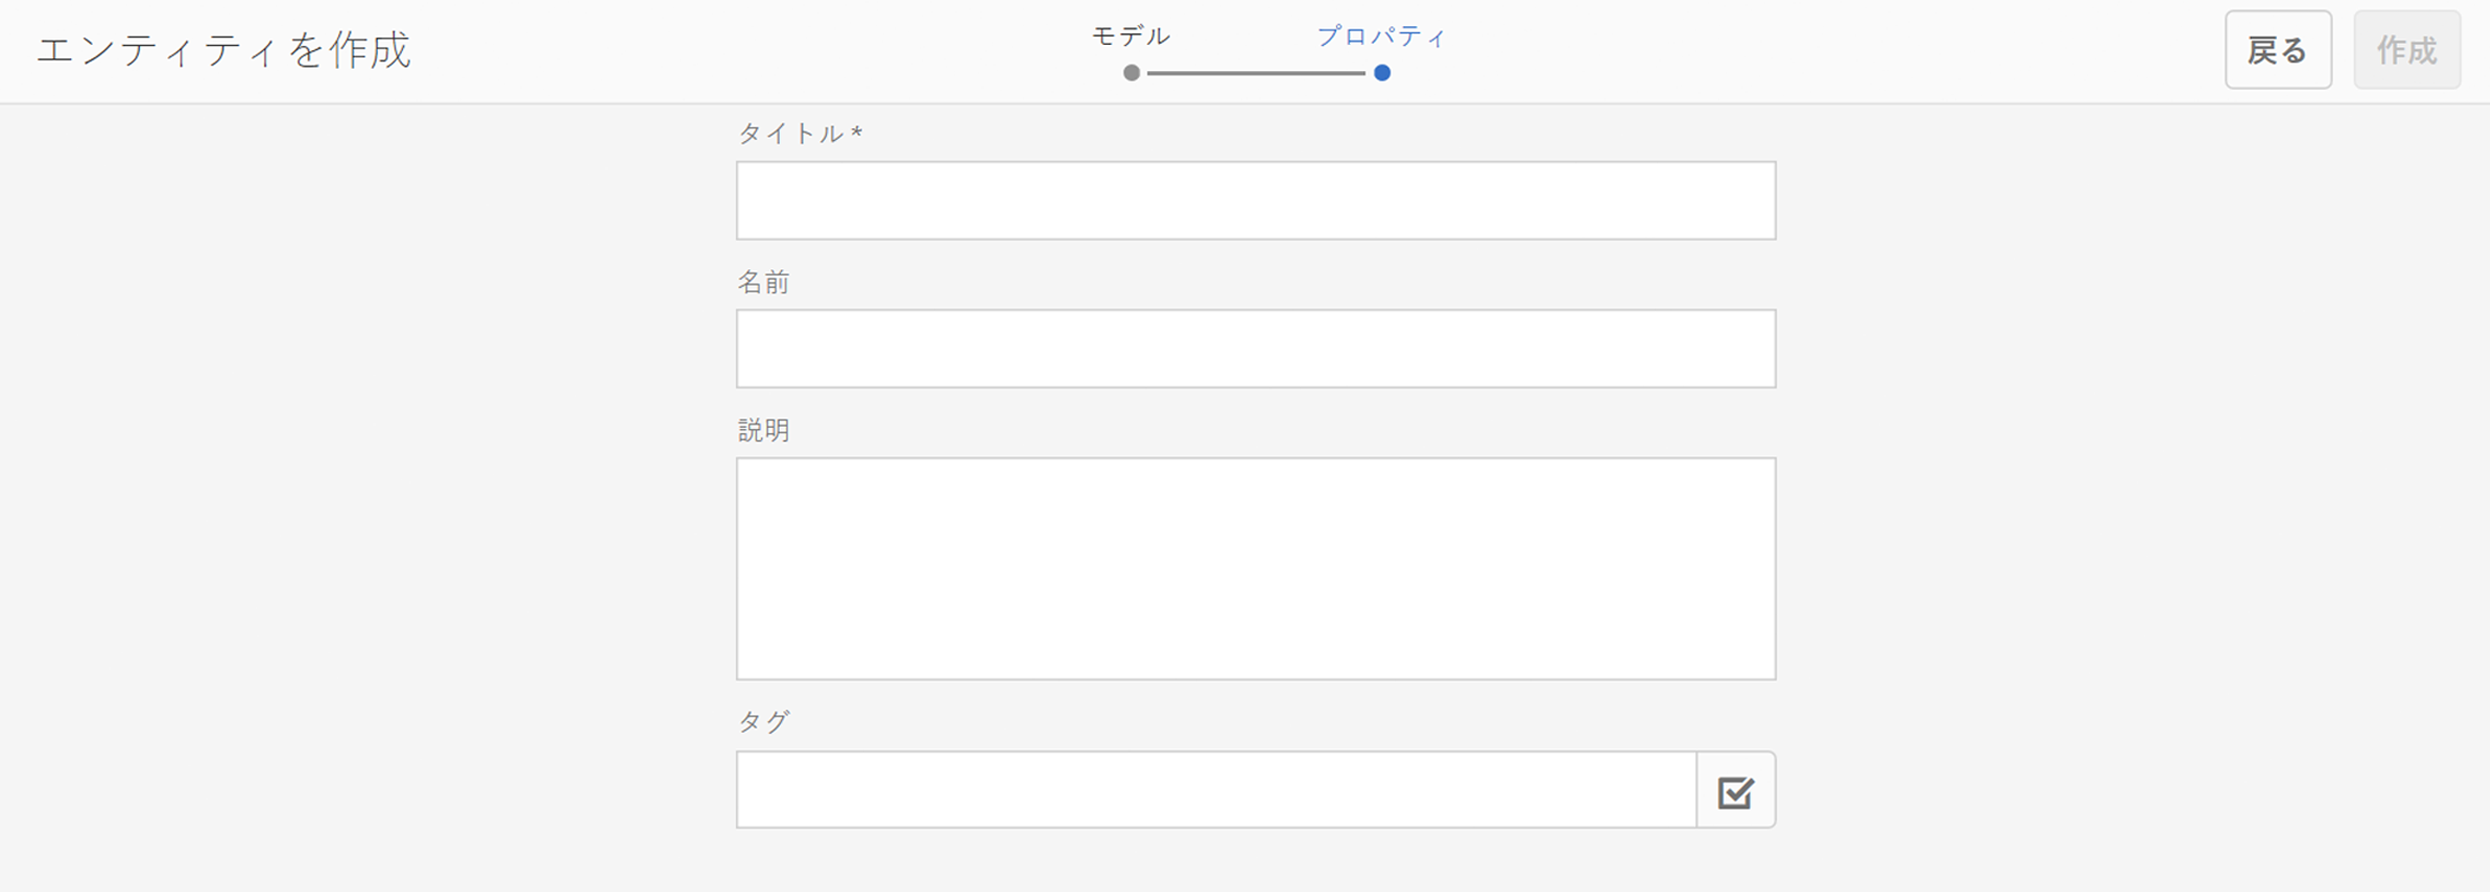 エンティティを作成
モデル
プロパティ
戻る
作成
タイトル *
名前
説明
タグ